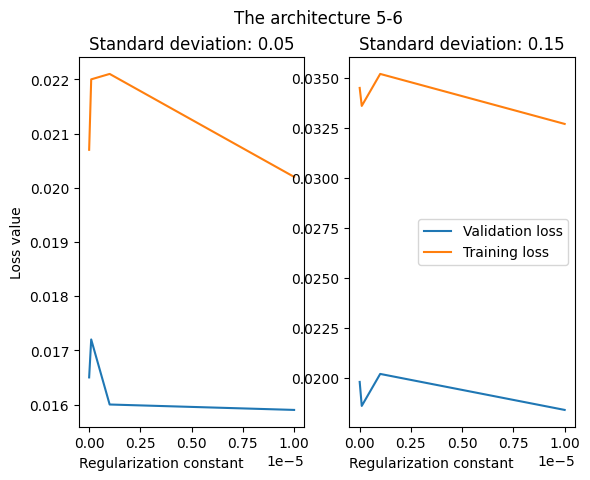 The architecture 5-6
Standard deviation: 0.05
Standard deviation: 0.15
Loss value
0.022
0.021
0.020
0.019
0.018
0.017
0.016
0.00 0.25 0.50 0.75 1.00
Regularization constant 1e−5
0.0350
0.0325
0.0300
0.0275
0.0250
0.0225
0.0200
Validation loss
Training loss
0.00 0.25 0.50 0.75 1.00
Regularization constant 1e−5